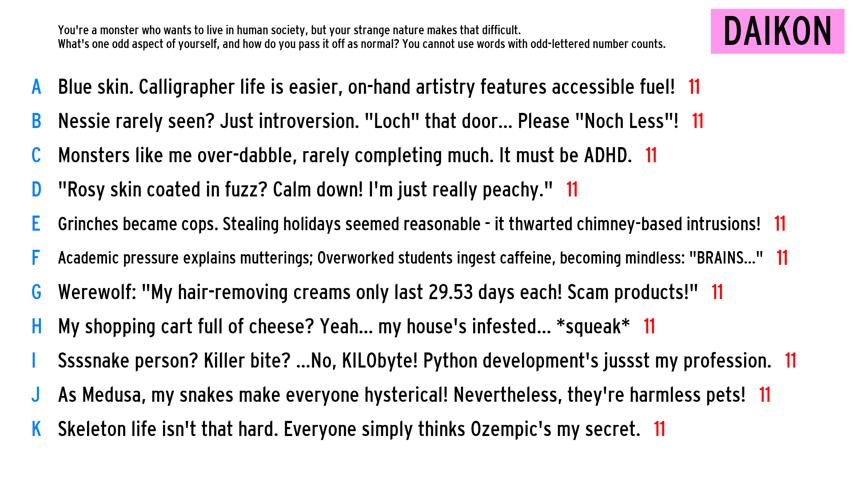 You're a monster who wants to live in human society, but your strange nature makes that difficult.
What's one odd aspect of yourself, and how do you pass it off as normal? You cannot use words with odd-lettered number counts.
DAIKON
A Blue skin. Calligrapher life is easier, on-hand artistry features accessible fuel! 11
B Nessie rarely seen? Just introversion. "Loch" that door... Please "Noch Less"! 11
C Monsters like me over-dabble, rarely completing much. It must be ADHD. 11
D "Rosy skin coated in fuzz? Calm down! I'm just really peachy." 11
E Grinches became cops. Stealing holidays seemed reasonable - it thwarted chimney-based intrusions! 11
F Academic pressure explains mutterings; Overworked students ingest caffeine, becoming mindless: "BRAINS..." 11
G Werewolf: "My hair-removing creams only last 29.53 days each! Scam products!" 11
H My shopping cart full of cheese? Yeah... my house's infested... *squeak* 11
I Ssssnake person? Killer bite? ...No, KILObyte! Python development's jussst my profession. 11
J As Medusa, my snakes make everyone hysterical! Nevertheless, they're harmless pets! 11
K Skeleton life isn't that hard. Everyone simply thinks Ozempic's my secret. 11